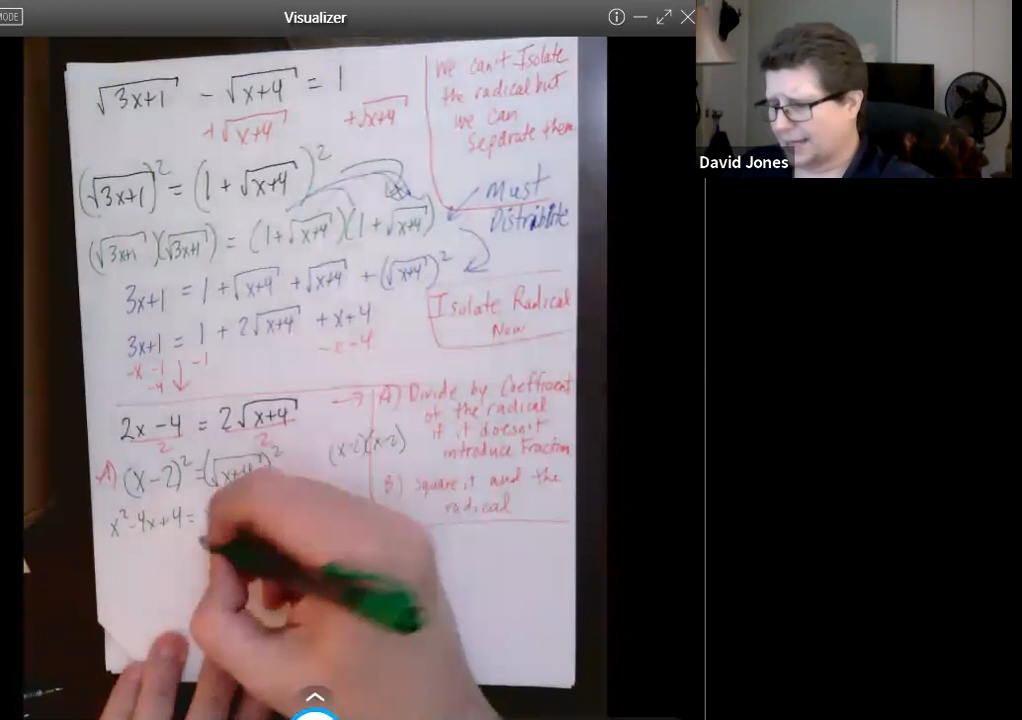 MODE
Visualizer
David Jones
√3x+1 - √x+4 = 1
+√x+4 +√x+4
(√3x+1)² = (1 + √x+4)²
(√3x+1)(√3x+1) = (1+√x+4)(1+√x+4)
3x+1 = 1 + √x+4 + √x+4 + (√x+4)²
3x+1 = 1 + 2√x+4 + x+4
-x -1 -1 -x -4
-4
2x - 4 = 2√x+4
2 2
A) (x-2)² = (√x+4)²
(x-2)(x-2)
x² - 4x + 4 =
We can't Isolate
the radical but
we can
separate them
Must
Distribute
Isolate Radical
Now
A) Divide by Coefficient
of the radical
if it doesn't
introduce Fraction
B) Square it and the
radical